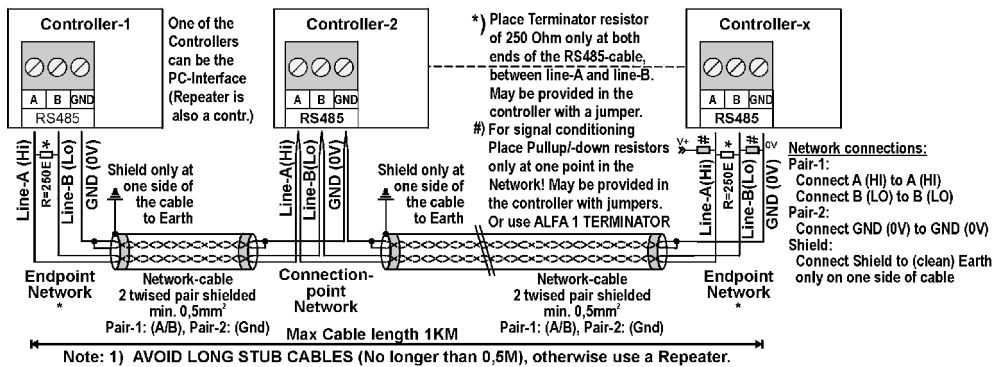 Controller-1
One of the
Controllers
can be the
PC-Interface
(Repeater is
also a contr.)
A B GND
RS485
Controller-2
A B GND
RS485
*) Place Terminator resistor
of 250 Ohm only at both
ends of the RS485-cable,
between line-A and line-B.
May be provided in the
controller with a jumper.
#) For signal conditioning
Place Pullup/-down resistors
only at one point in the
Network! May be provided in
the controller with jumpers.
Or use ALFA 1 TERMINATOR
Controller-x
A B GND
RS485
Line-A (Hi)
R=250E *
Line-B (Lo)
GND (0V)
Shield only at
one side of
the cable
to Earth
Line-A(Hi)
Line-B(Lo)
GND (0V)
Shield only at
one side of
the cable
to Earth
V+ # * # 0V
Line-A(Hi)
R=250E
Line-B(Lo)
GND (0V)
Network connections:
Pair-1:
Connect A (HI) to A (HI)
Connect B (LO) to B (LO)
Pair-2:
Connect GND (0V) to GND (0V)
Shield:
Connect Shield to (clean) Earth
only on one side of cable
Endpoint
Network
*
Network-cable
2 twised pair shielded
min. 0,5mm²
Pair-1: (A/B), Pair-2: (Gnd)
Connection-
point
Network
Network-cable
2 twised pair shielded
min. 0,5mm²
Pair-1: (A/B), Pair-2: (Gnd)
Endpoint
Network
*
Max Cable length 1KM
Note: 1) AVOID LONG STUB CABLES (No longer than 0,5M), otherwise use a Repeater.